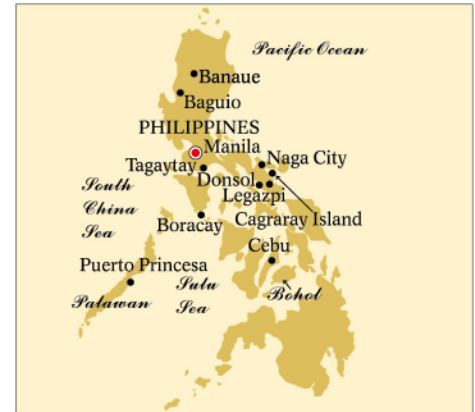 Pacific Ocean
Banaue
Baguio
PHILIPPINES
Manila
Tagaytay
Naga City
Donsol
Legazpi
South
China
Sea
Boracay
Cagraray Island
Cebu
Puerto Princesa
Sulu
Sea
Bohol
Palawan